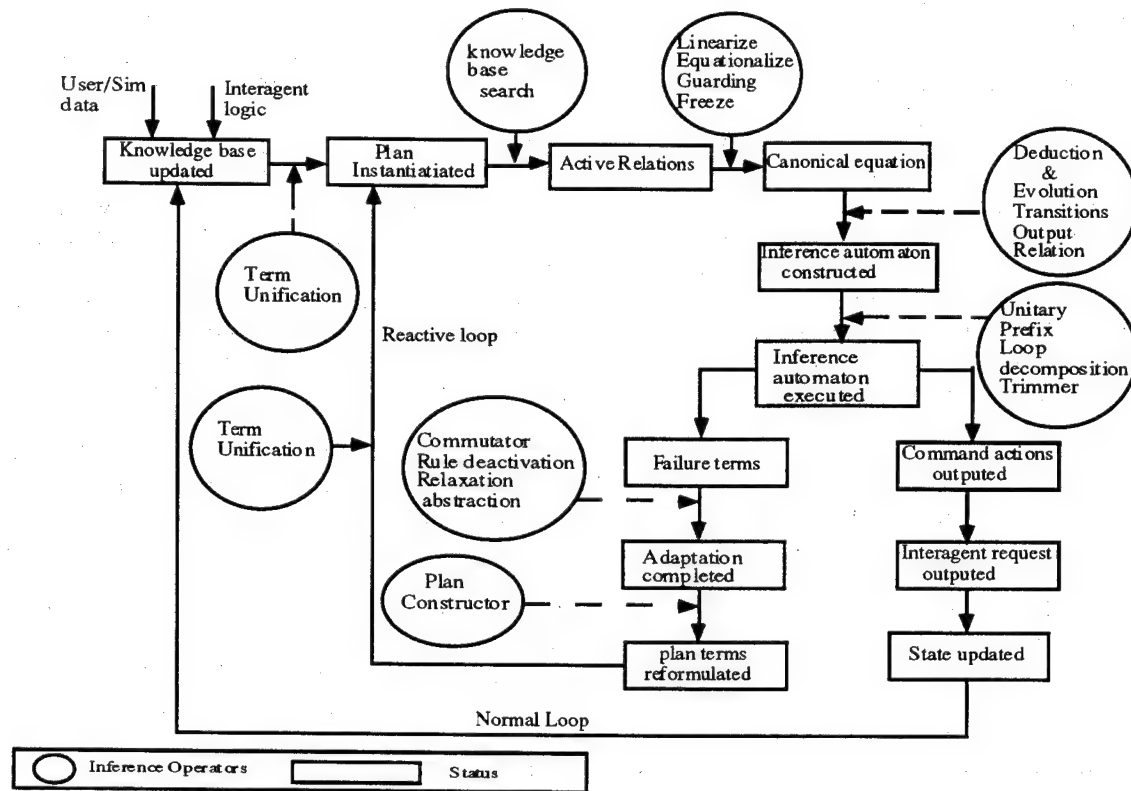 User/Sim
data
Interagent
logic
knowledge
base
search
Linearize
Equationalize
Guarding
Freeze
Knowledge base
updated
Plan
Instantiatiated
Active Relations
Canonical equation
Deduction
&
Evolution
Transitions
Output
Relation
Term
Unification
Inference automaton
constructed
Reactive loop
Inference
automaton
executed
Unitary
Prefix
Loop
decomposition
Trimmer
Term
Unification
Commutator
Rule deactivation
Relaxation
abstraction
Failure terms
Command actions
outputed
Adaptation
completed
Interagent request
outputed
Plan
Constructor
plan terms
reformulated
State updated
Normal Loop
Inference Operators
Status